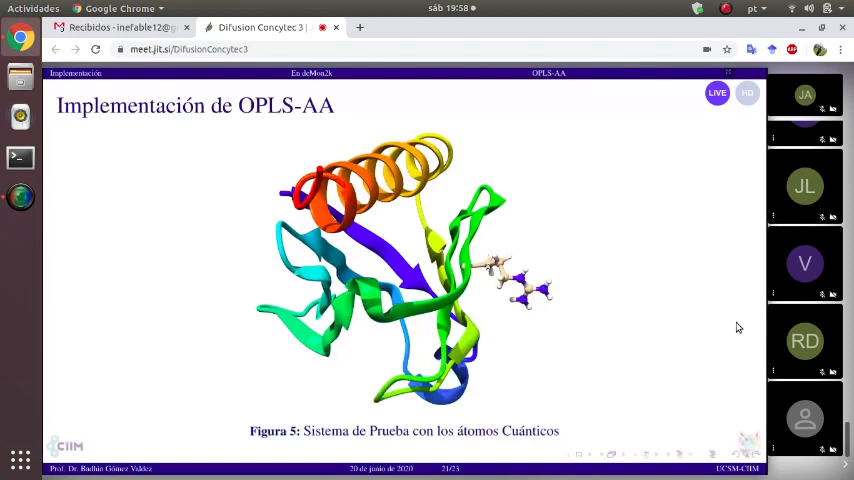 Actividades
Google Chrome
sáb 19:58
pt
Recibidos - inefable12@g
Difusion Concytec 3 |
meet.jit.si/DifusionConcytec3
ABP
Implementación
En deMon2k
OPLS-AA
Implementación de OPLS-AA
LIVE
HD
JA
JL
V
RD
Figura 5: Sistema de Prueba con los átomos Cuánticos
CIIM
Prof. Dr. Badhin Gómez Valdez
20 de junio de 2020
21/23
UCSM-CIIM